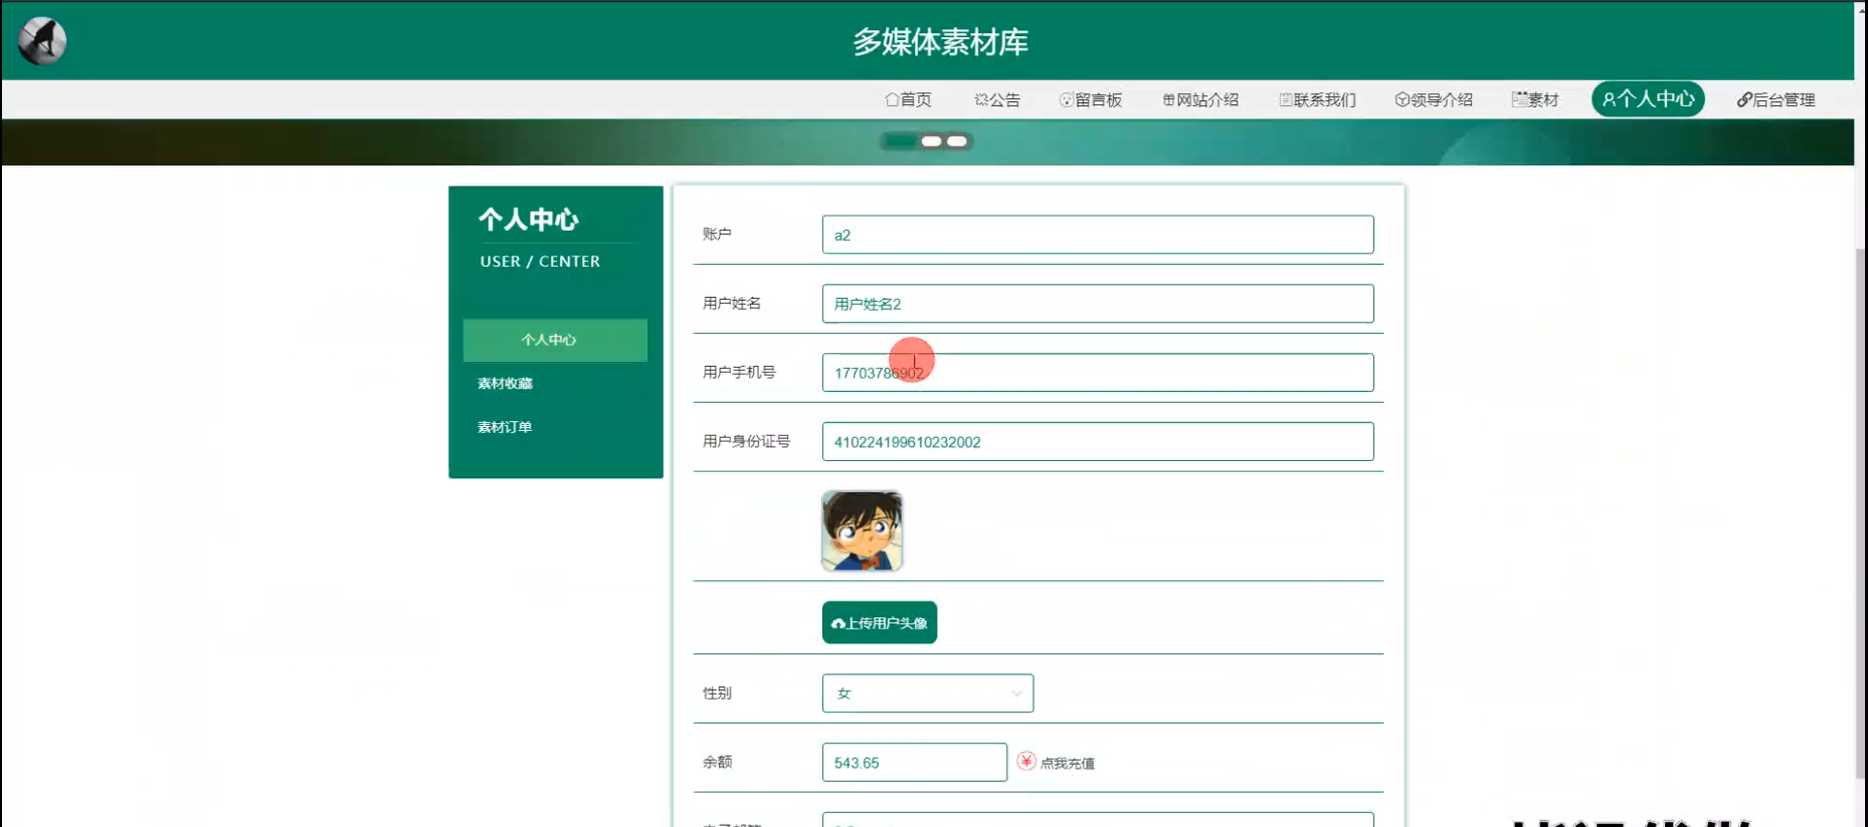 多媒体素材库
首页 公告 留言板 网站介绍 联系我们 领导介绍 素材 个人中心 后台管理
个人中心
USER / CENTER
个人中心
素材收藏
素材订单
账户 a2
用户姓名 用户姓名2
用户手机号 17703786902
用户身份证号 410224199610232002
上传用户头像
性别 女
余额 543.65 点我充值